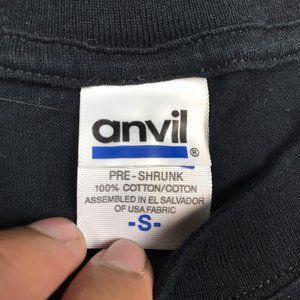 anvil
®
PRE-SHRUNK
100% COTTON/COTON
ASSEMBLED IN EL SALVADOR
OF USA FABRIC
-S-